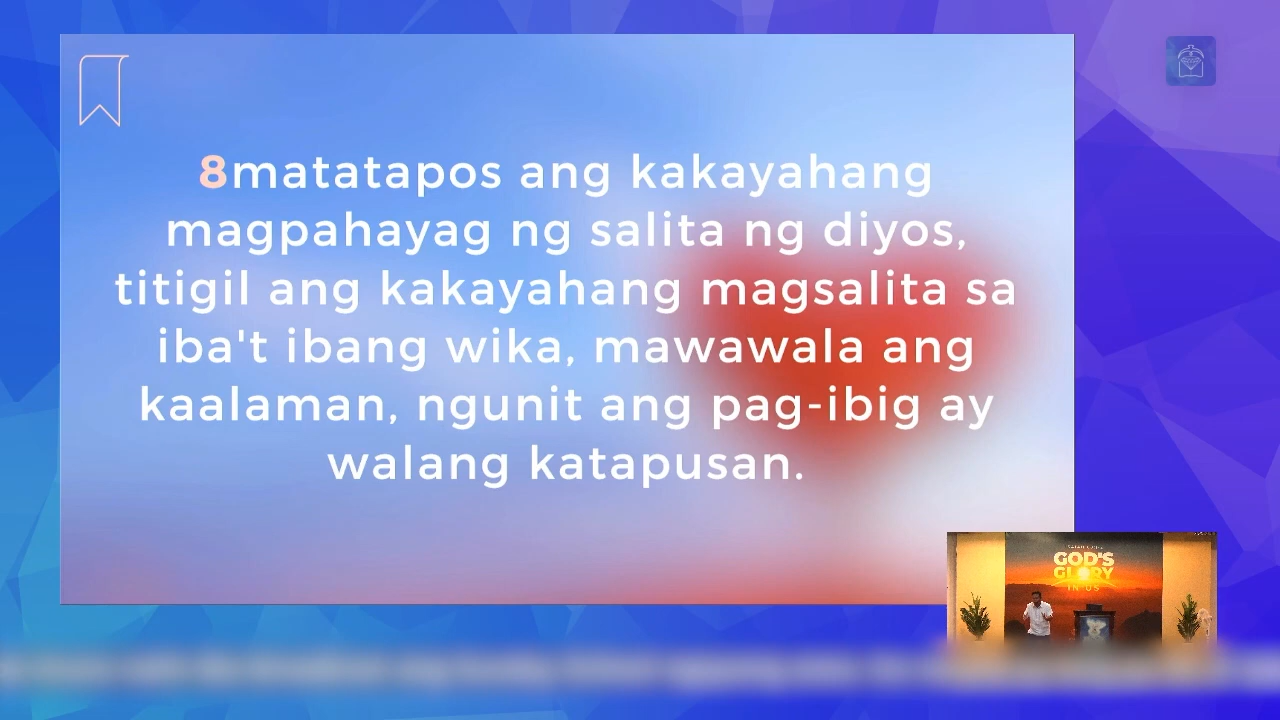 8matatapos ang kakayahang
magpahayag ng salita ng diyos,
titigil ang kakayahang magsalita sa
iba't ibang wika, mawawala ang
kaalaman, ngunit ang pag-ibig ay
walang katapusan.
GOD'S
GLORY
IN US